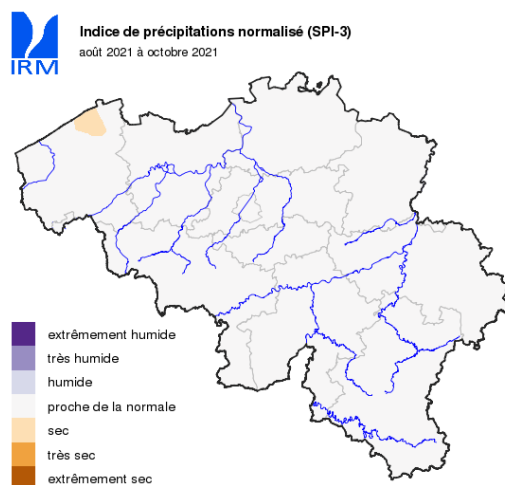 Indice de précipitations normalisé (SPI-3)
août 2021 à octobre 2021
IRM
extrêmement humide
très humide
humide
proche de la normale
sec
très sec
extrêmement sec